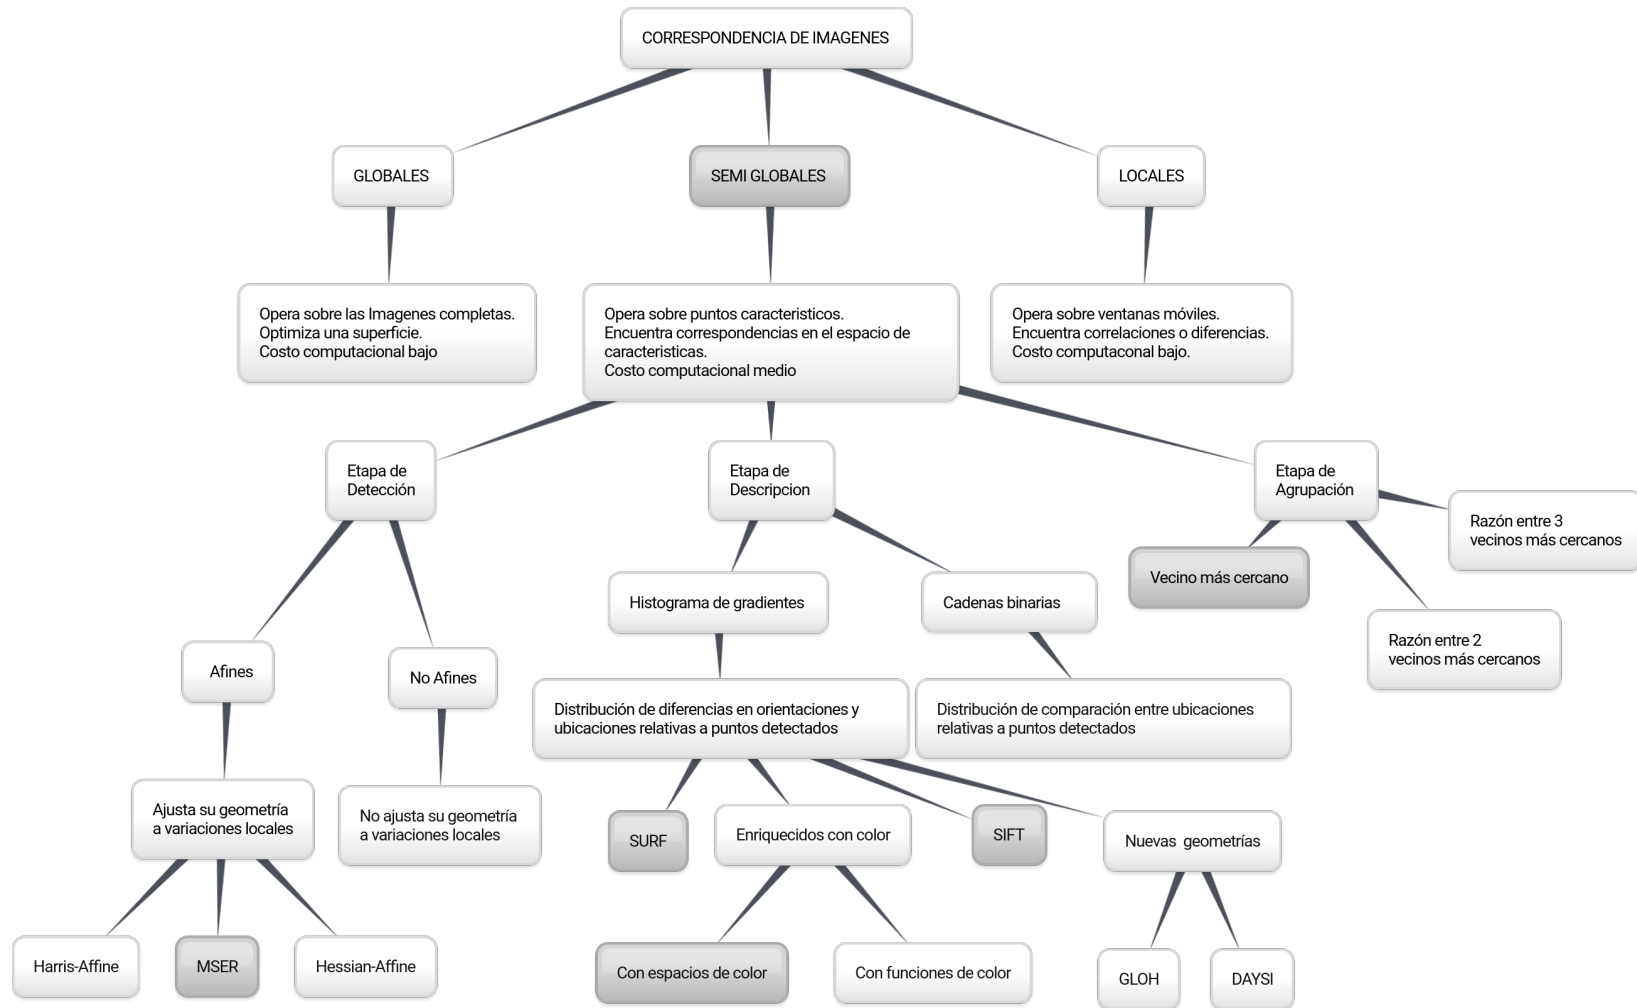 CORRESPONDENCIA DE IMAGENES
GLOBALES
SEMI GLOBALES
LOCALES
Opera sobre las Imagenes completas.
Optimiza una superficie.
Costo computacional bajo
Opera sobre puntos caracteristicos.
Encuentra correspondencias en el espacio de
caracteristicas.
Costo computacional medio
Opera sobre ventanas móviles.
Encuentra correlaciones o diferencias.
Costo computaconal bajo.
Etapa de
Detección
Etapa de
Descripcion
Etapa de
Agrupación
Razón entre 3
vecinos más cercanos
Vecino más cercano
Razón entre 2
vecinos más cercanos
Histograma de gradientes
Cadenas binarias
Afines
No Afines
Distribución de diferencias en orientaciones y
ubicaciones relativas a puntos detectados
Distribución de comparación entre ubicaciones
relativas a puntos detectados
Ajusta su geometría
a variaciones locales
No ajusta su geometría
a variaciones locales
SURF
Enriquecidos con color
SIFT
Nuevas geometrías
Harris-Affine
MSER
Hessian-Affine
Con espacios de color
Con funciones de color
GLOH
DAYSI